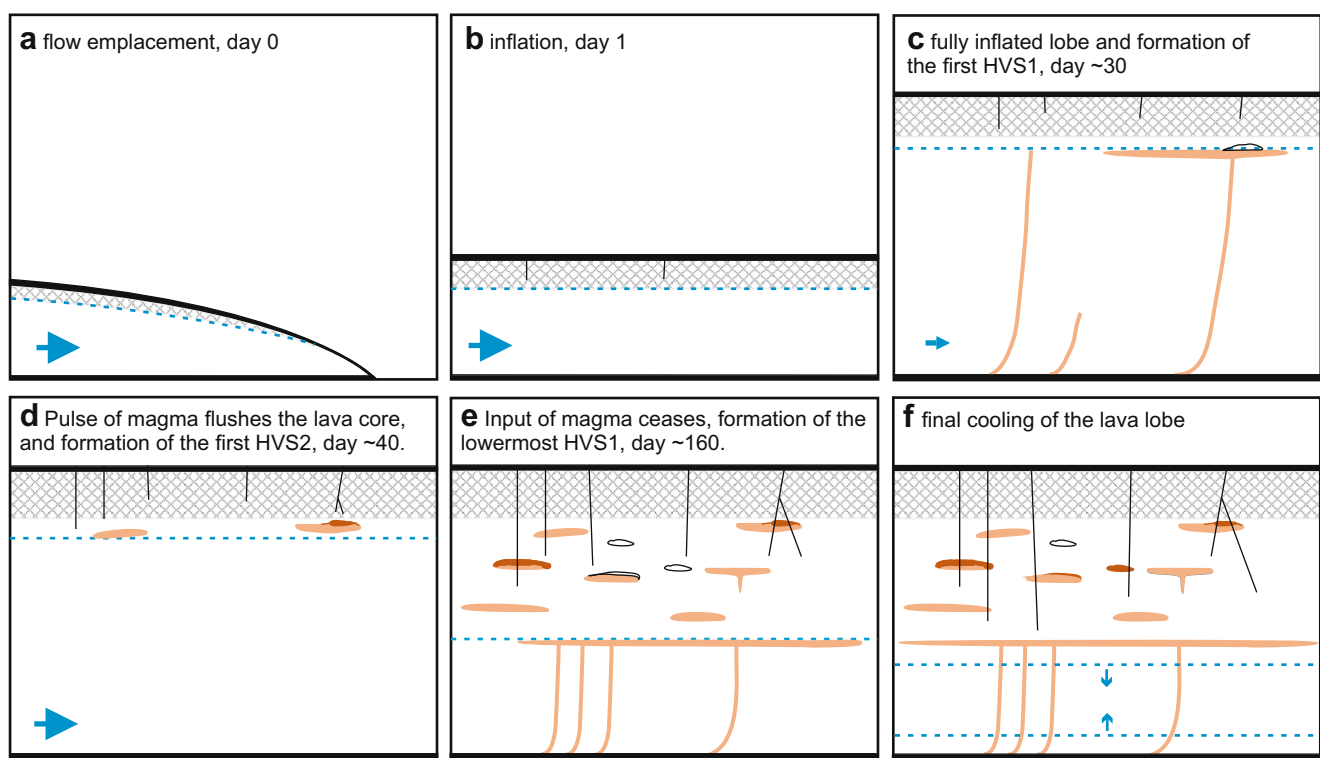 a flow emplacement, day 0
b inflation, day 1
c fully inflated lobe and formation of
the first HVS1, day ~30
d Pulse of magma flushes the lava core,
and formation of the first HVS2, day ~40.
e Input of magma ceases, formation of the
lowermost HVS1, day ~160.
f final cooling of the lava lobe